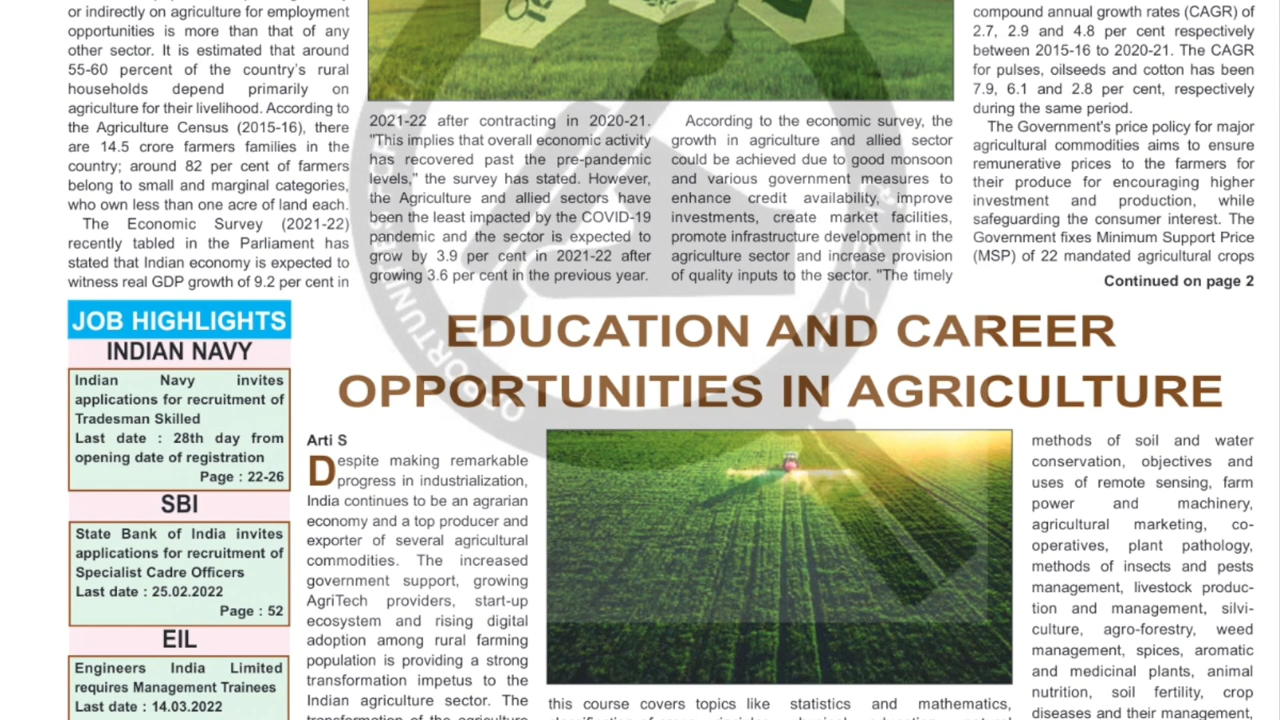 or indirectly on agriculture for employment
opportunities is more than that of any
other sector. It is estimated that around
55-60 percent of the country's rural
households depend primarily on
agriculture for their livelihood. According to
the Agriculture Census (2015-16), there
are 14.5 crore farmers families in the
country; around 82 per cent of farmers
belong to small and marginal categories,
who own less than one acre of land each.
The Economic Survey (2021-22)
recently tabled in the Parliament has
stated that Indian economy is expected to
witness real GDP growth of 9.2 per cent in
2021-22 after contracting in 2020-21.
"This implies that overall economic activity
has recovered past the pre-pandemic
levels," the survey has stated. However,
the Agriculture and allied sectors have
been the least impacted by the COVID-19
pandemic and the sector is expected to
grow by 3.9 per cent in 2021-22 after
growing 3.6 per cent in the previous year.
According to the economic survey, the
growth in agriculture and allied sector
could be achieved due to good monsoon
and various government measures to
enhance credit availability, improve
investments, create market facilities,
promote infrastructure development in the
agriculture sector and increase provision
of quality inputs to the sector. "The timely
compound annual growth rates (CAGR) of
2.7, 2.9 and 4.8 per cent respectively
between 2015-16 to 2020-21. The CAGR
for pulses, oilseeds and cotton has been
7.9, 6.1 and 2.8 per cent, respectively
during the same period.
The Government's price policy for major
agricultural commodities aims to ensure
remunerative prices to the farmers for
their produce for encouraging higher
investment and production, while
safeguarding the consumer interest. The
Government fixes Minimum Support Price
(MSP) of 22 mandated agricultural crops
Continued on page 2
JOB HIGHLIGHTS
INDIAN NAVY
Indian Navy invites
applications for recruitment of
Tradesman Skilled
Last date : 28th day from
opening date of registration
Page : 22-26
SBI
State Bank of India invites
applications for recruitment of
Specialist Cadre Officers
Last date : 25.02.2022
Page : 52
EIL
Engineers India Limited
requires Management Trainees
Last date : 14.03.2022
EDUCATION AND CAREER
OPPORTUNITIES IN AGRICULTURE
Arti S
Despite making remarkable
progress in industrialization,
India continues to be an agrarian
economy and a top producer and
exporter of several agricultural
commodities. The increased
government support, growing
AgriTech providers, start-up
ecosystem and rising digital
adoption among rural farming
population is providing a strong
transformation impetus to the
Indian agriculture sector. The
transformation of the agriculture
this course covers topics like
statistics and mathematics,
methods of soil and water
conservation, objectives and
uses of remote sensing, farm
power and machinery,
agricultural marketing, co-
operatives, plant pathology,
methods of insects and pests
management, livestock produc-
tion and management, silvi-
culture, agro-forestry, weed
management, spices, aromatic
and medicinal plants, animal
nutrition, soil fertility, crop
diseases and their management,
OPPORTUNITIES